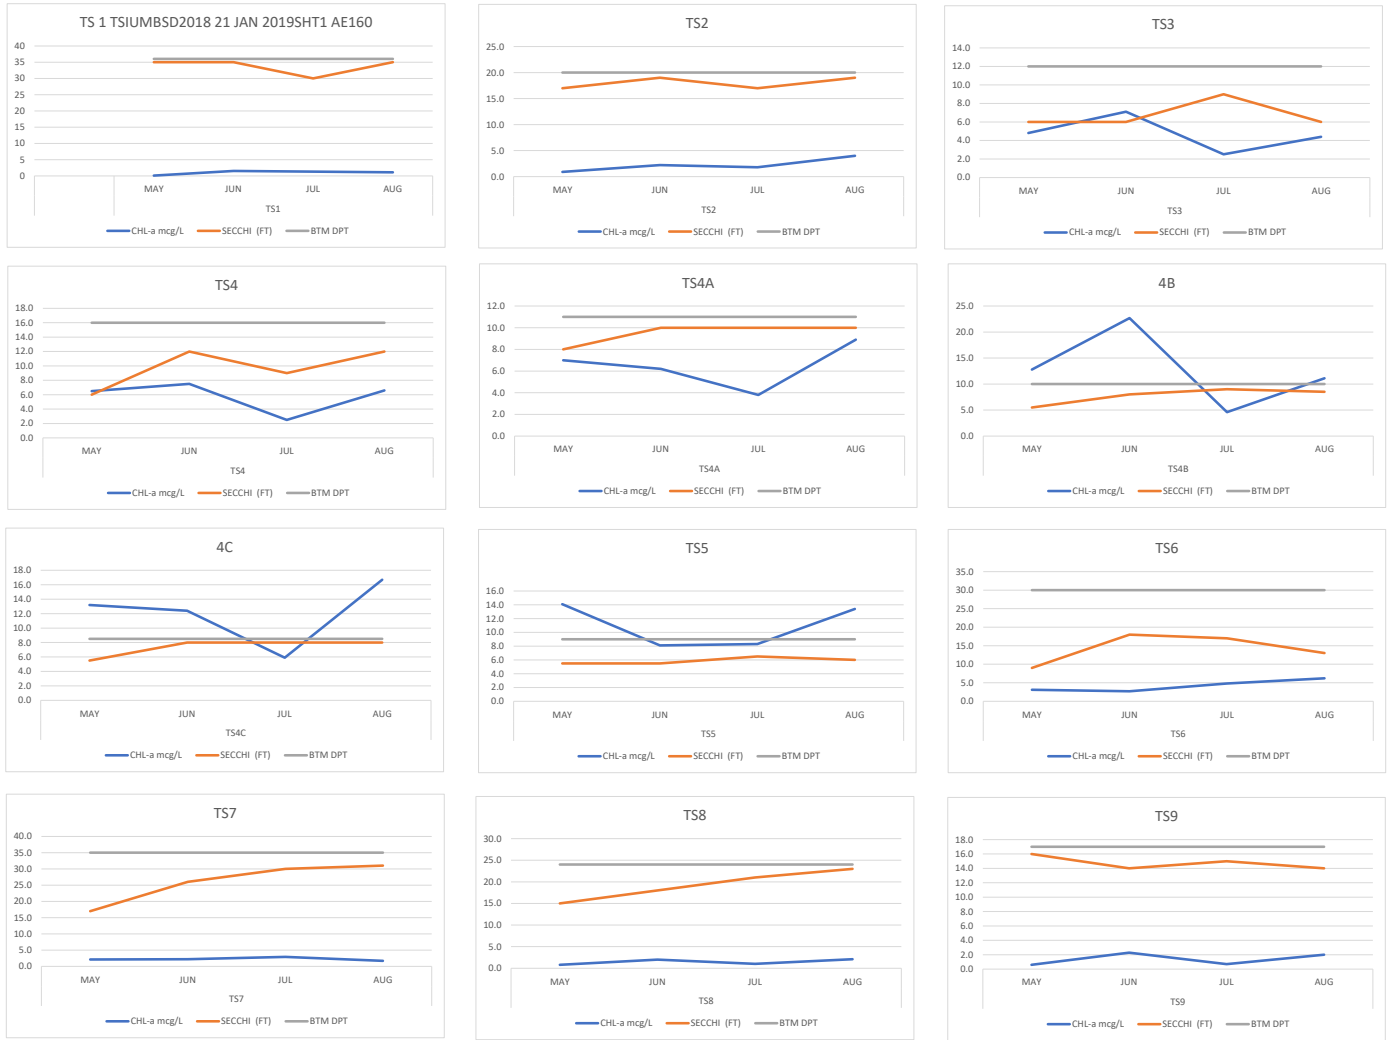 TS 1 TSIUMBSD2018 21 JAN 2019SHT1 AE160
40
35
30
25
20
15
10
5
0
MAY JUN JUL AUG
TS1
CHL-a mcg/L SECCHI (FT) BTM DPT
TS2
25.0
20.0
15.0
10.0
5.0
0.0
MAY JUN JUL AUG
TS2
CHL-a mcg/L SECCHI (FT) BTM DPT
TS3
14.0
12.0
10.0
8.0
6.0
4.0
2.0
0.0
MAY JUN JUL AUG
TS3
CHL-a mcg/L SECCHI (FT) BTM DPT
TS4
18.0
16.0
14.0
12.0
10.0
8.0
6.0
4.0
2.0
0.0
MAY JUN JUL AUG
TS4
CHL-a mcg/L SECCHI (FT) BTM DPT
TS4A
12.0
10.0
8.0
6.0
4.0
2.0
0.0
MAY JUN JUL AUG
TS4A
CHL-a mcg/L SECCHI (FT) BTM DPT
4B
25.0
20.0
15.0
10.0
5.0
0.0
MAY JUN JUL AUG
TS4B
CHL-a mcg/L SECCHI (FT) BTM DPT
4C
18.0
16.0
14.0
12.0
10.0
8.0
6.0
4.0
2.0
0.0
MAY JUN JUL AUG
TS4C
CHL-a mcg/L SECCHI (FT) BTM DPT
TS5
16.0
14.0
12.0
10.0
8.0
6.0
4.0
2.0
0.0
MAY JUN JUL AUG
TS5
CHL-a mcg/L SECCHI (FT) BTM DPT
TS6
35.0
30.0
25.0
20.0
15.0
10.0
5.0
0.0
MAY JUN JUL AUG
TS6
CHL-a mcg/L SECCHI (FT) BTM DPT
TS7
40.0
35.0
30.0
25.0
20.0
15.0
10.0
5.0
0.0
MAY JUN JUL AUG
TS7
CHL-a mcg/L SECCHI (FT) BTM DPT
TS8
30.0
25.0
20.0
15.0
10.0
5.0
0.0
MAY JUN JUL AUG
TS8
CHL-a mcg/L SECCHI (FT) BTM DPT
TS9
18.0
16.0
14.0
12.0
10.0
8.0
6.0
4.0
2.0
0.0
MAY JUN JUL AUG
TS9
CHL-a mcg/L SECCHI (FT) BTM DPT